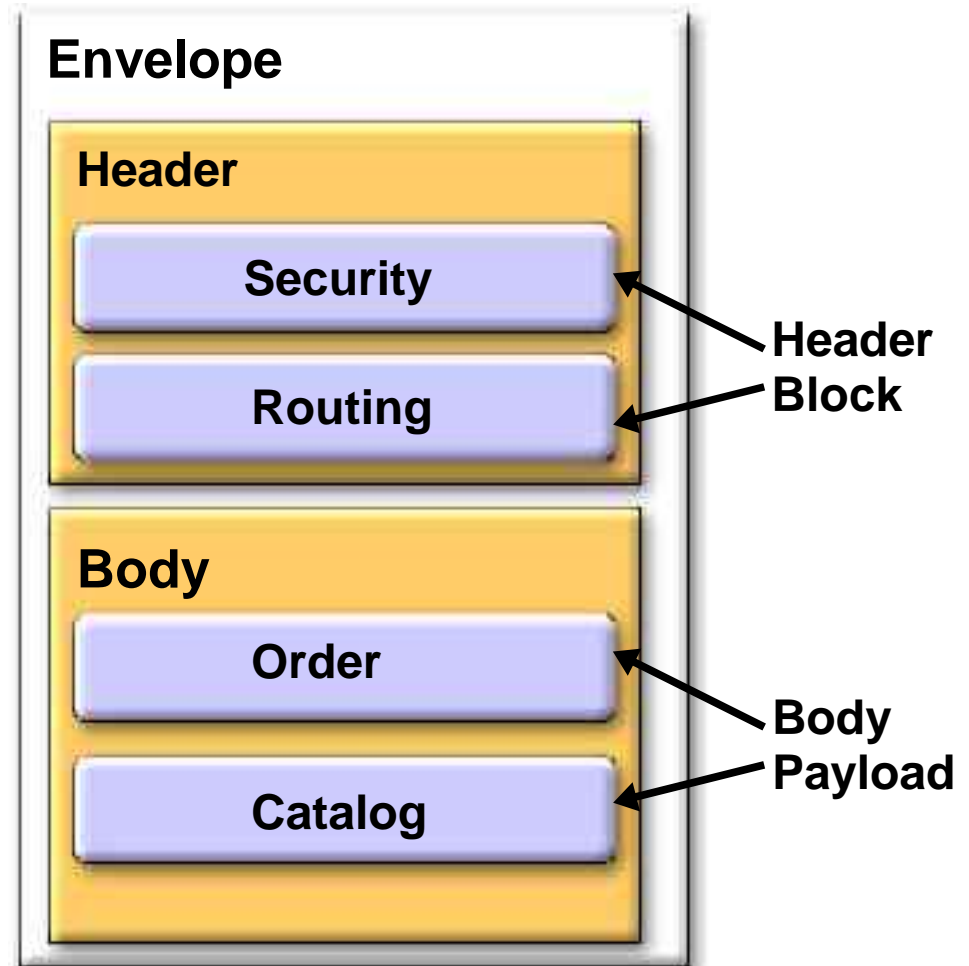 Envelope
Header
Security
Routing
Header
Block
Body
Order
Catalog
Body
Payload